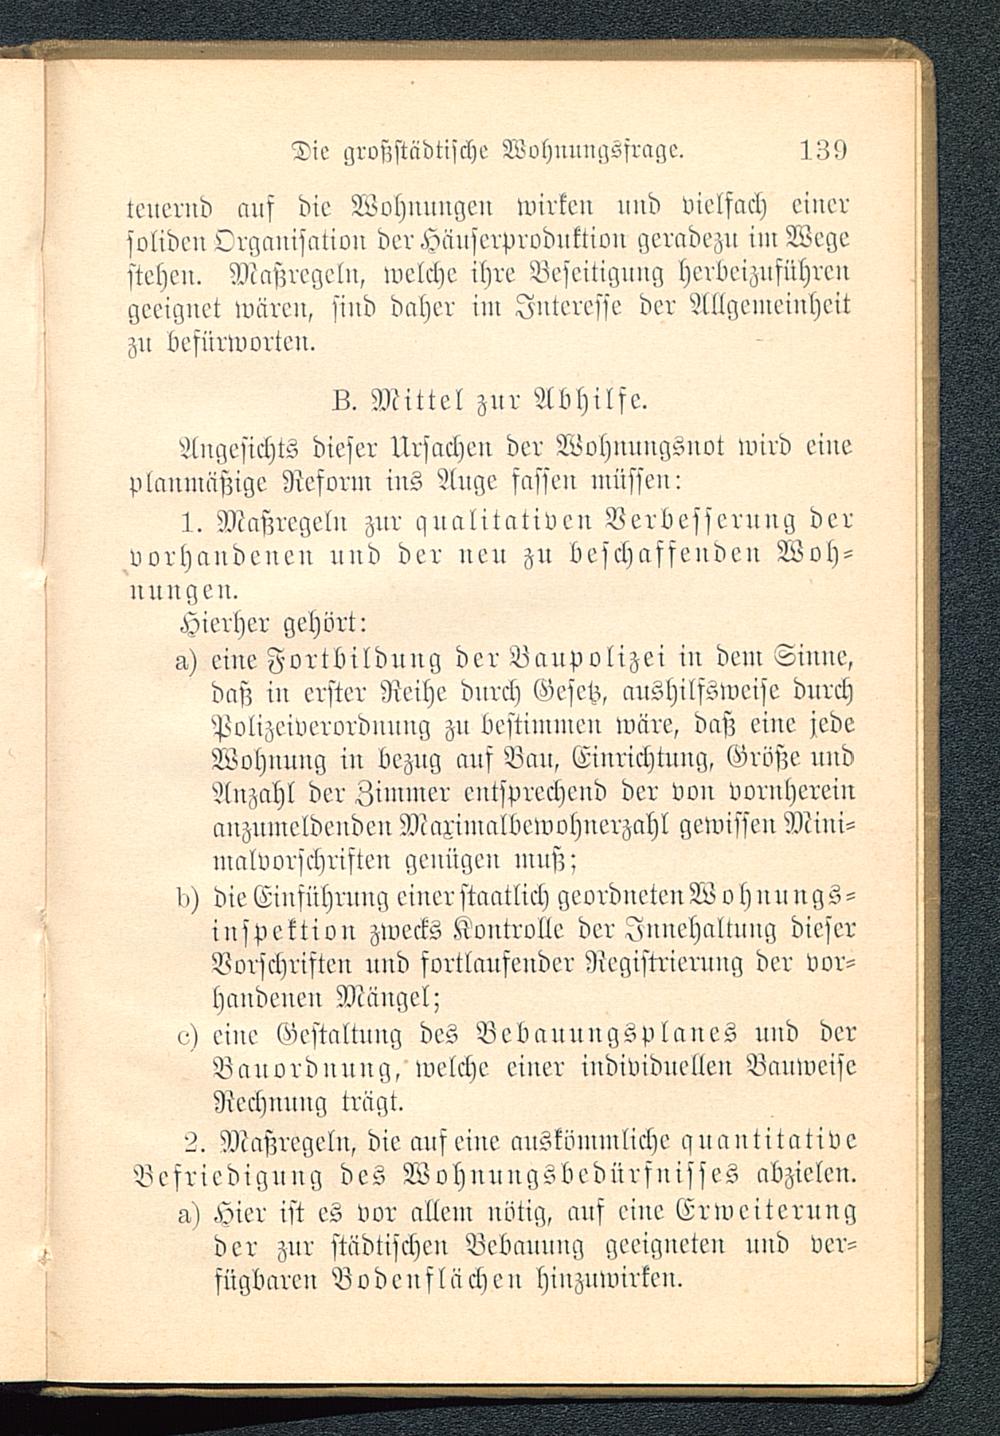 Die großstädtische Wohnungsfrage. 139
teuernd auf die Wohnungen wirken und vielfach einer
soliden Organisation der Häuserproduktion geradezu im Wege
stehen. Maßregeln, welche ihre Beseitigung herbeizuführen
geeignet wären, sind daher im Interesse der Allgemeinheit
zu befürworten.
B. Mittel zur Abhilfe.
Angesichts dieser Ursachen der Wohnungsnot wird eine
planmäßige Reform ins Auge fassen müssen:
1. Maßregeln zur qualitativen Verbesserung der
vorhandenen und der neu zu beschaffenden Woh-
nungen.
Hierher gehört:
a) eine Fortbildung der Baupolizei in dem Sinne,
daß in erster Reihe durch Gesetz, aushilfsweise durch
Polizeiverordnung zu bestimmen wäre, daß eine jede
Wohnung in bezug auf Bau, Einrichtung, Größe und
Anzahl der Zimmer entsprechend der von vornherein
anzumeldenden Maximalbewohnerzahl gewissen Mini-
malvorschriften genügen muß;
b) die Einführung einer staatlich geordneten Wohnungs-
inspektion zwecks Kontrolle der Innehaltung dieser
Vorschriften und fortlaufender Registrierung der vor-
handenen Mängel;
c) eine Gestaltung des Bebauungsplanes und der
Bauordnung, welche einer individuellen Bauweise
Rechnung trägt.
2. Maßregeln, die auf eine auskömmliche quantitative
Befriedigung des Wohnungsbedürfnisses abzielen.
a) Hier ist es vor allem nötig, auf eine Erweiterung
der zur städtischen Bebauung geeigneten und ver-
fügbaren Bodenflächen hinzuwirken.